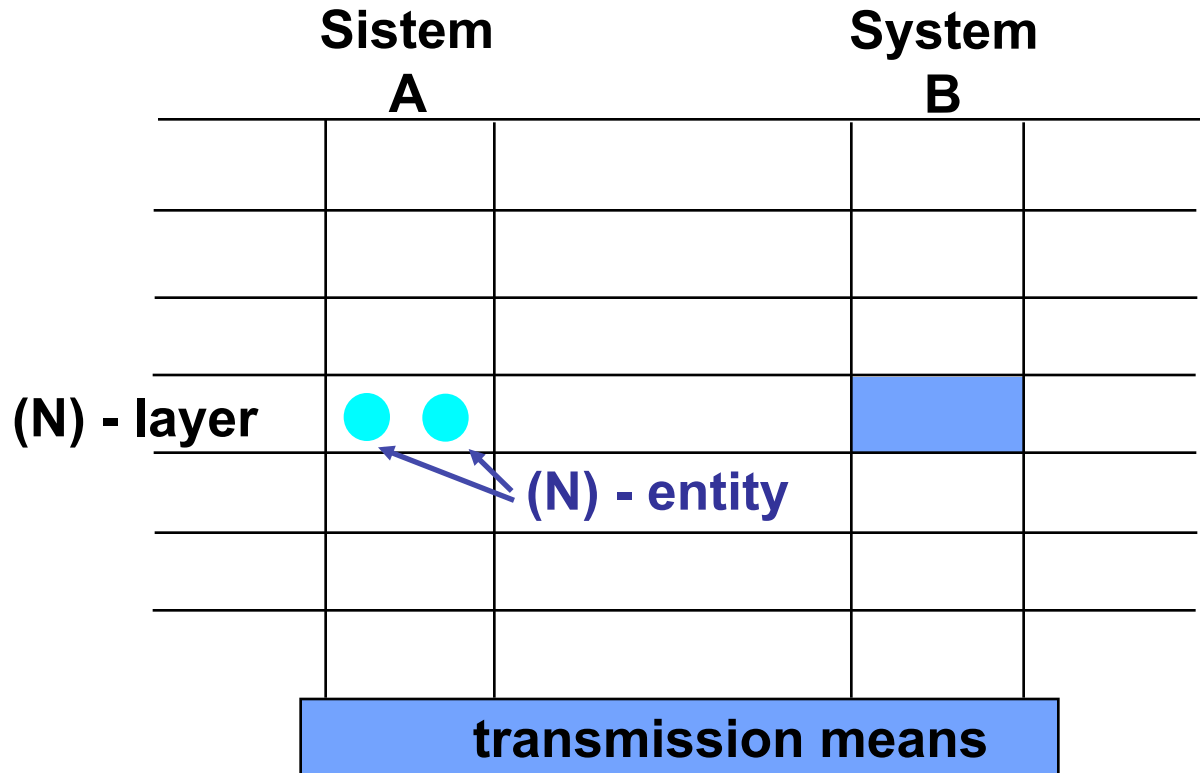 Sistem
A
System
B
(N) - layer
(N) - entity
transmission means